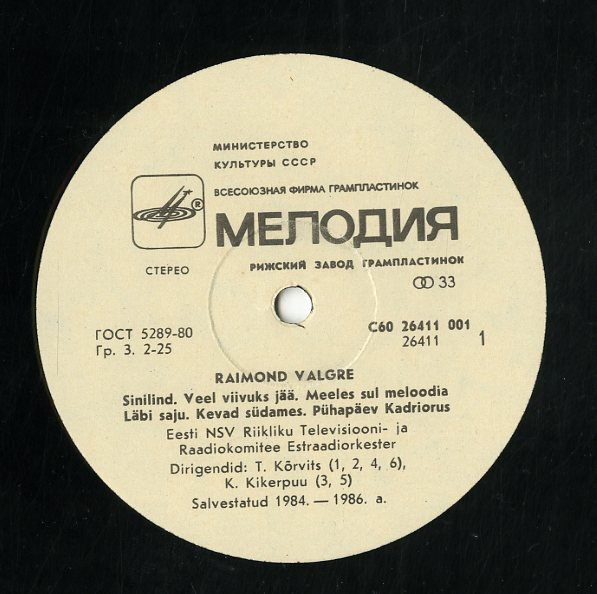 МИНИСТЕРСТВО
КУЛЬТУРЫ СССР
ВСЕСОЮЗНАЯ ФИРМА ГРАМПЛАСТИНОК
®
МЕЛОДИЯ
СТЕРЕО
РИЖСКИЙ ЗАВОД ГРАМПЛАСТИНОК
33
ГОСТ 5289-80
С60 26411 001
Гр. 3. 2-25
26411 1
RAIMOND VALGRE
Sinilind. Veel viivuks jää. Meeles sul meloodia
Läbi saju. Kevad südames. Pühapäev Kadriorus
Eesti NSV Riikliku Televisiooni- ja
Raadiokomitee Estraadiorkester
Dirigendid: T. Kõrvits (1, 2, 4, 6),
K. Kikerpuu (3, 5)
Salvestatud 1984. — 1986. a.